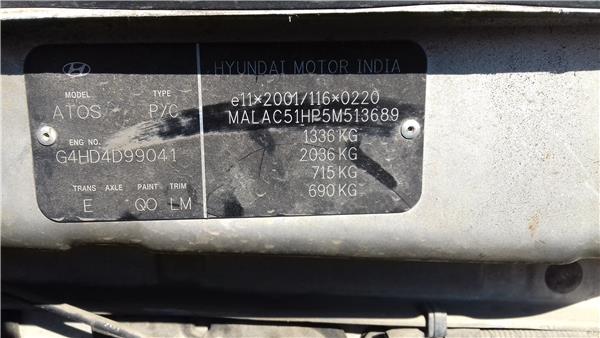 HYUNDAI MOTOR INDIA
MODEL TYPE
ATOS P/C
ENG NO.
G4HD4D99041
TRANS AXLE PAINT TRIM
E QO LM
e11*2001/116*0220
MALAC51HP5M513689
1336 KG
2036 KG
715 KG
690 KG